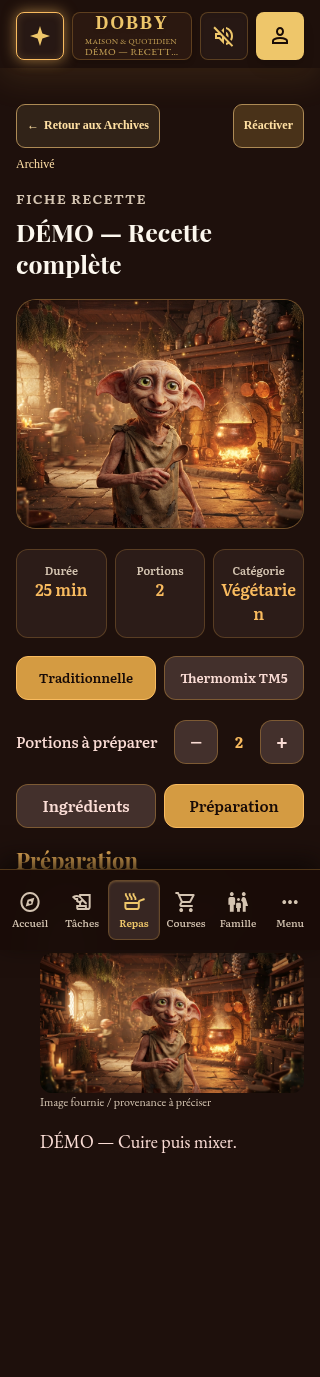 DOBBY
MAISON & QUOTIDIEN
DÉMO — RECETT…
← Retour aux Archives
Réactiver
Archivé
FICHE RECETTE
DÉMO — Recette
complète
Durée
25 min
Portions
2
Catégorie
Végétarie
n
Traditionnelle
Thermomix TM5
Portions à préparer
−
2
+
Ingrédients
Préparation
Préparation
Accueil
Tâches
Repas
Courses
Famille
Menu
Image fournie / provenance à préciser
DÉMO — Cuire puis mixer.